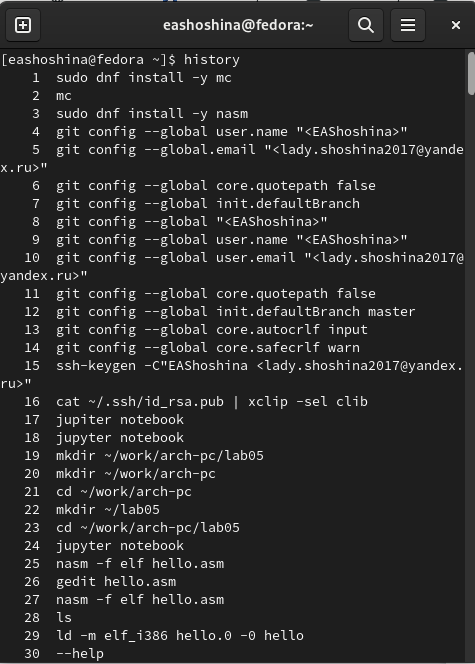 eashoshina@fedora:~
[eashoshina@fedora ~]$ history
1 sudo dnf install -y mc
2 mc
3 sudo dnf install -y nasm
4 git config --global user.name "<EAShoshina>"
5 git config --global.email "<lady.shoshina2017@yande
x.ru>"
6 git config --global core.quotepath false
7 git config --global init.defaultBranch
8 git config --global "<EAShoshina>"
9 git config --global user.name "<EAShoshina>"
10 git config --global user.email "<lady.shoshina2017@
yandex.ru>"
11 git config --global core.quotepath false
12 git config --global init.defaultBranch master
13 git config --global core.autocrlf input
14 git config --global core.safecrlf warn
15 ssh-keygen -C"EAShoshina <lady.shoshina2017@yandex.
ru>"
16 cat ~/.ssh/id_rsa.pub | xclip -sel clib
17 jupiter notebook
18 jupyter notebook
19 mkdir ~/work/arch-pc/lab05
20 mkdir ~/work/arch-pc
21 cd ~/work/arch-pc
22 mkdir ~/lab05
23 cd ~/work/arch-pc/lab05
24 jupyter notebook
25 nasm -f elf hello.asm
26 gedit hello.asm
27 nasm -f elf hello.asm
28 ls
29 ld -m elf_i386 hello.0 -0 hello
30 --help